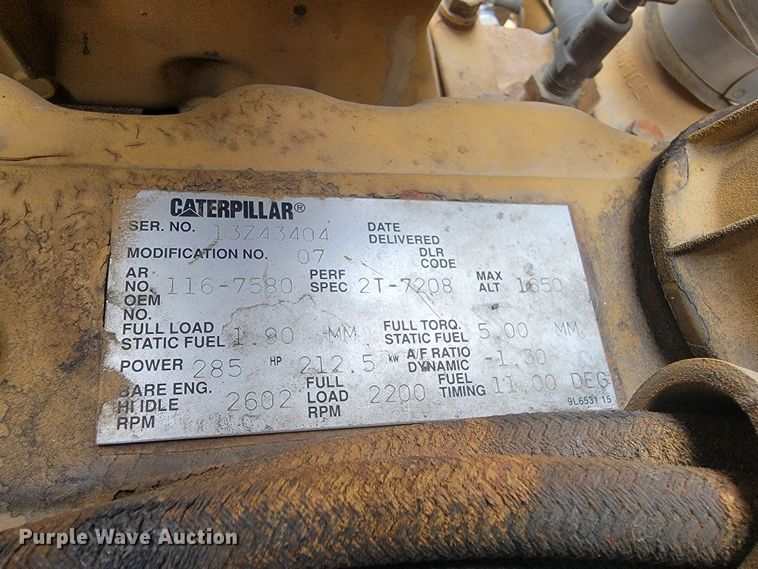 CATERPILLAR®
SER. NO. 13Z43404 DATE DELIVERED
MODIFICATION NO. 07 DLR CODE
AR NO. 116-7580 PERF SPEC 2T-7208 MAX ALT 1650
OEM NO.
FULL LOAD STATIC FUEL 1.90 MM FULL TORQ. STATIC FUEL 5.00 MM
POWER 285 HP 212.5 KW A/F RATIO DYNAMIC -1.30
BARE ENG. HI IDLE RPM 2602 FULL LOAD RPM 2200 FUEL TIMING 11.00 DEG
9L6531 15
Purple Wave Auction